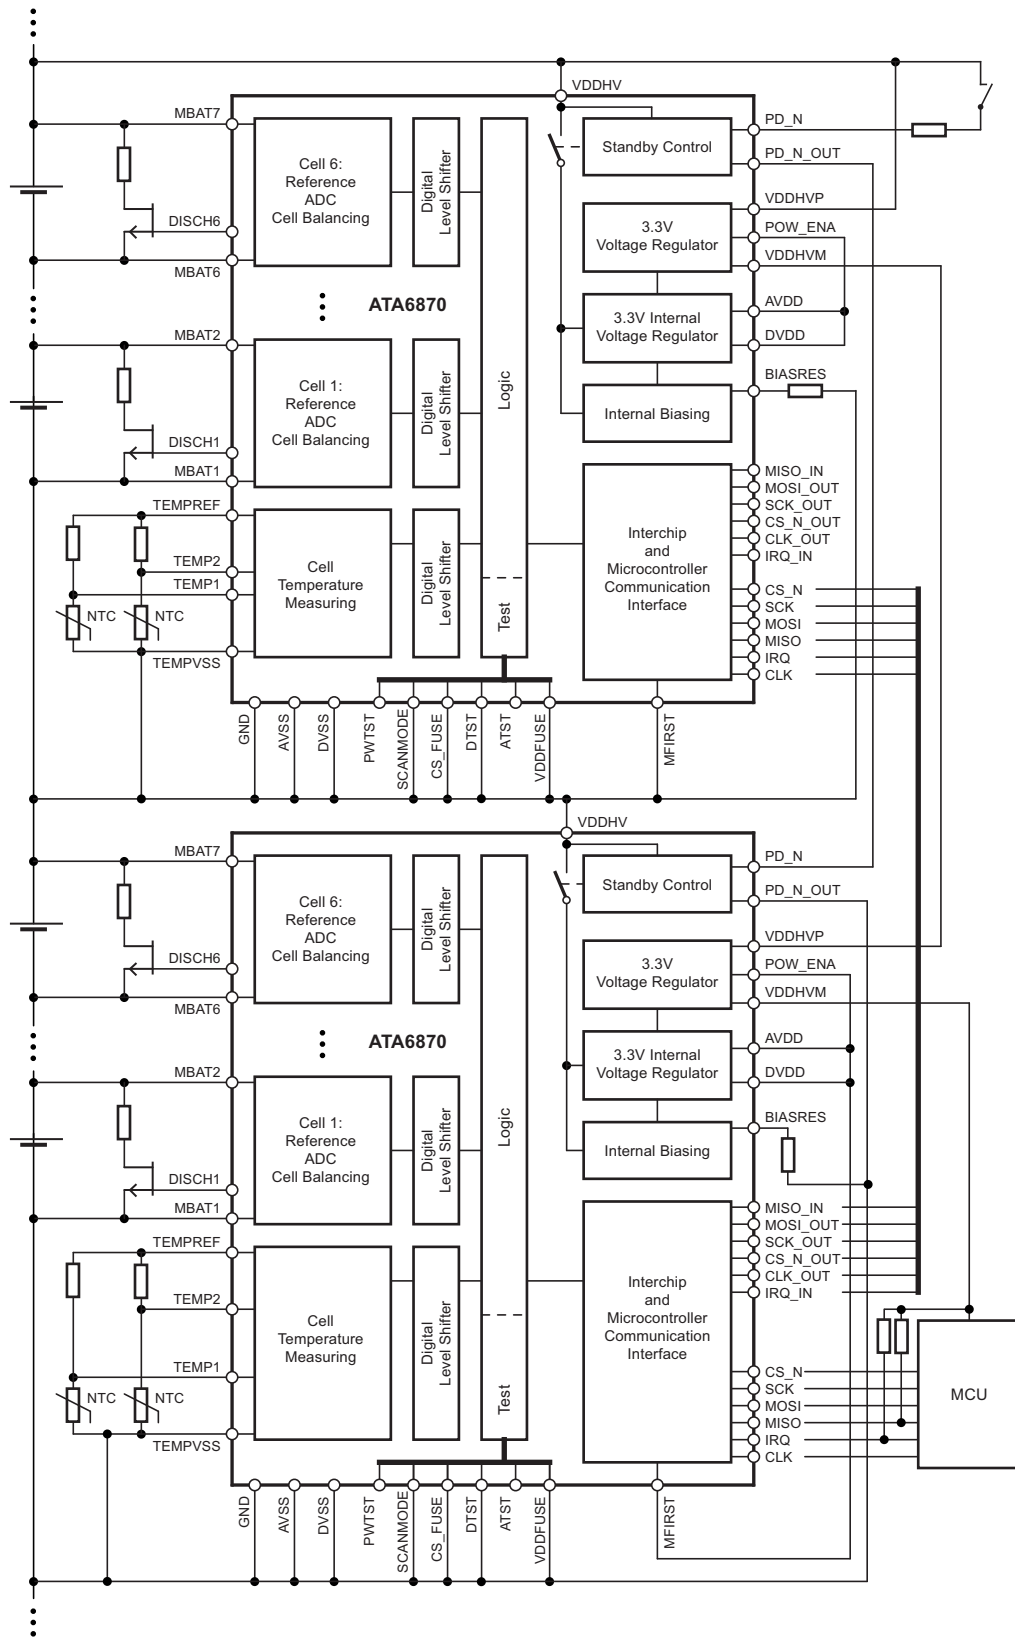 VDDHV
MBAT7
DISCH6
MBAT6
MBAT2
DISCH1
MBAT1
TEMPREF
TEMP2
TEMP1
NTC
NTC
TEMPVSS
Cell 6:
Reference
ADC
Cell Balancing
Digital
Level Shifter
ATA6870
Cell 1:
Reference
ADC
Cell Balancing
Digital
Level Shifter
Cell
Temperature
Measuring
Digital
Level Shifter
Logic
Test
Standby Control
3.3V
Voltage Regulator
3.3V Internal
Voltage Regulator
Internal Biasing
Interchip
and
Microcontroller
Communication
Interface
PD_N
PD_N_OUT
VDDHVP
POW_ENA
VDDHVM
AVDD
DVDD
BIASRES
MISO_IN
MOSI_OUT
SCK_OUT
CS_N_OUT
CLK_OUT
IRQ_IN
CS_N
SCK
MOSI
MISO
IRQ
CLK
GND
AVSS
DVSS
PWTST
SCANMODE
CS_FUSE
DTST
ATST
VDDFUSE
MFIRST
VDDHV
MBAT7
DISCH6
MBAT6
MBAT2
DISCH1
MBAT1
TEMPREF
TEMP2
TEMP1
NTC
NTC
TEMPVSS
Cell 6:
Reference
ADC
Cell Balancing
Digital
Level Shifter
ATA6870
Cell 1:
Reference
ADC
Cell Balancing
Digital
Level Shifter
Cell
Temperature
Measuring
Digital
Level Shifter
Logic
Test
Standby Control
3.3V
Voltage Regulator
3.3V Internal
Voltage Regulator
Internal Biasing
Interchip
and
Microcontroller
Communication
Interface
PD_N
PD_N_OUT
VDDHVP
POW_ENA
VDDHVM
AVDD
DVDD
BIASRES
MISO_IN
MOSI_OUT
SCK_OUT
CS_N_OUT
CLK_OUT
IRQ_IN
CS_N
SCK
MOSI
MISO
IRQ
CLK
MCU
GND
AVSS
DVSS
PWTST
SCANMODE
CS_FUSE
DTST
ATST
VDDFUSE
MFIRST